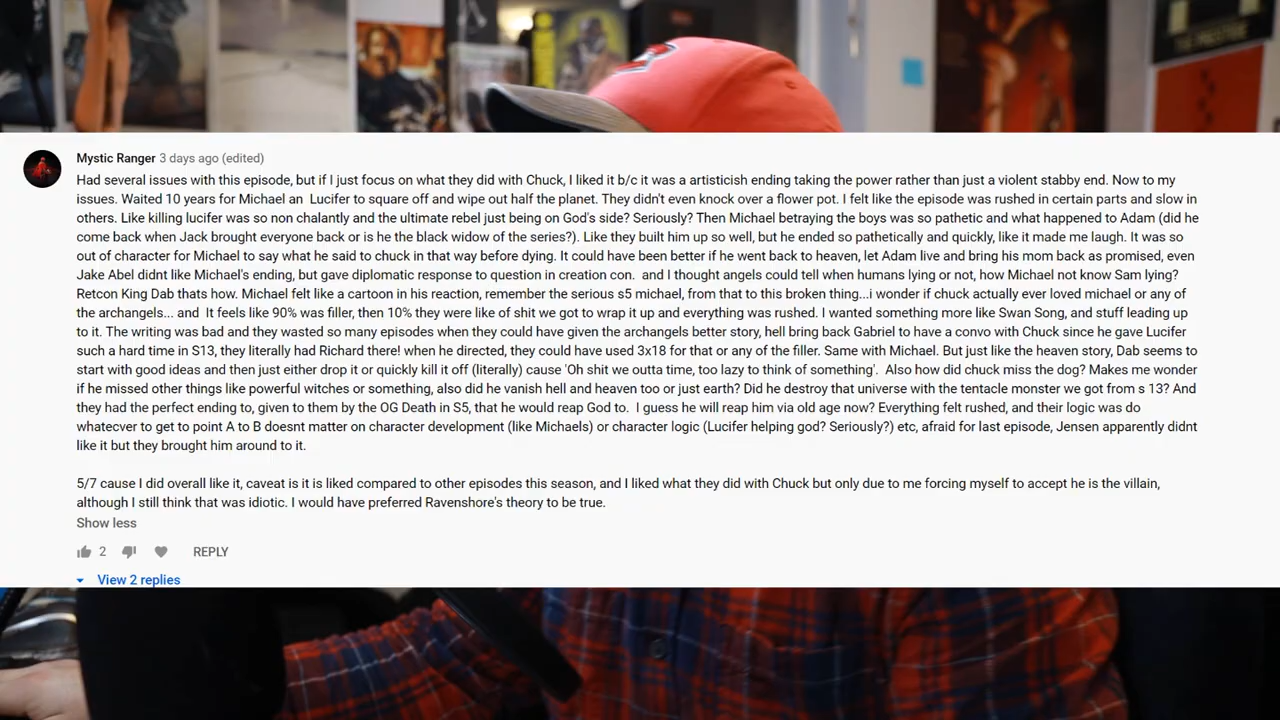 THE PRESTIGE
Mystic Ranger 3 days ago (edited)
Had several issues with this episode, but if I just focus on what they did with Chuck, I liked it b/c it was a artisticish ending taking the power rather than just a violent stabby end. Now to my
issues. Waited 10 years for Michael an  Lucifer to square off and wipe out half the planet. They didn't even knock over a flower pot. I felt like the episode was rushed in certain parts and slow in
others. Like killing lucifer was so non chalantly and the ultimate rebel just being on God's side? Seriously? Then Michael betraying the boys was so pathetic and what happened to Adam (did he
come back when Jack brought everyone back or is he the black widow of the series?). Like they built him up so well, but he ended so pathetically and quickly, like it made me laugh. It was so
out of character for Michael to say what he said to chuck in that way before dying. It could have been better if he went back to heaven, let Adam live and bring his mom back as promised, even
Jake Abel didnt like Michael's ending, but gave diplomatic response to question in creation con.  and I thought angels could tell when humans lying or not, how Michael not know Sam lying?
Retcon King Dab thats how. Michael felt like a cartoon in his reaction, remember the serious s5 michael, from that to this broken thing...i wonder if chuck actually ever loved michael or any of
the archangels... and  It feels like 90% was filler, then 10% they were like of shit we got to wrap it up and everything was rushed. I wanted something more like Swan Song, and stuff leading up
to it. The writing was bad and they wasted so many episodes when they could have given the archangels better story, hell bring back Gabriel to have a convo with Chuck since he gave Lucifer
such a hard time in S13, they literally had Richard there! when he directed, they could have used 3x18 for that or any of the filler. Same with Michael. But just like the heaven story, Dab seems to
start with good ideas and then just either drop it or quickly kill it off (literally) cause 'Oh shit we outta time, too lazy to think of something'.  Also how did chuck miss the dog? Makes me wonder
if he missed other things like powerful witches or something, also did he vanish hell and heaven too or just earth? Did he destroy that universe with the tentacle monster we got from s 13? And
they had the perfect ending to, given to them by the OG Death in S5, that he would reap God to.  I guess he will reap him via old age now? Everything felt rushed, and their logic was do
whatecver to get to point A to B doesnt matter on character development (like Michaels) or character logic (Lucifer helping god? Seriously?) etc, afraid for last episode, Jensen apparently didnt
like it but they brought him around to it.
5/7 cause I did overall like it, caveat is it is liked compared to other episodes this season, and I liked what they did with Chuck but only due to me forcing myself to accept he is the villain,
although I still think that was idiotic. I would have preferred Ravenshore's theory to be true.
Show less
2 REPLY
View 2 replies